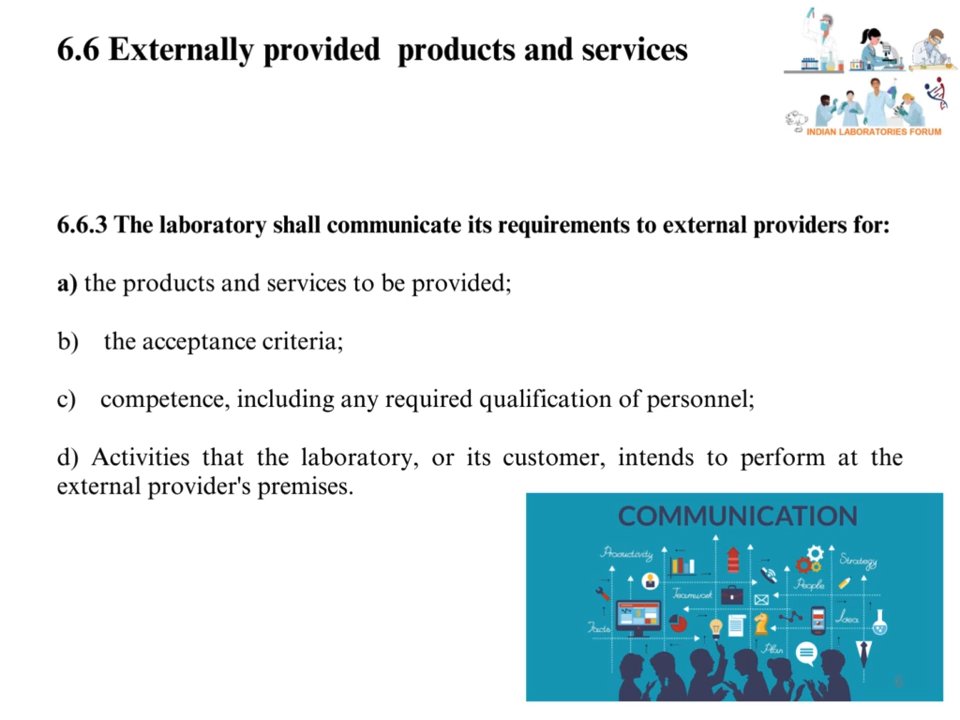 6.6 Externally provided products and services
INDIAN LABORATORIES FORUM
6.6.3 The laboratory shall communicate its requirements to external providers for:
a) the products and services to be provided;
b) the acceptance criteria;
c) competence, including any required qualification of personnel;
d) Activities that the laboratory, or its customer, intends to perform at the
external provider's premises.
COMMUNICATION
Productivity
Strategy
People
Teamwork
Idea
Facts
Plan
6